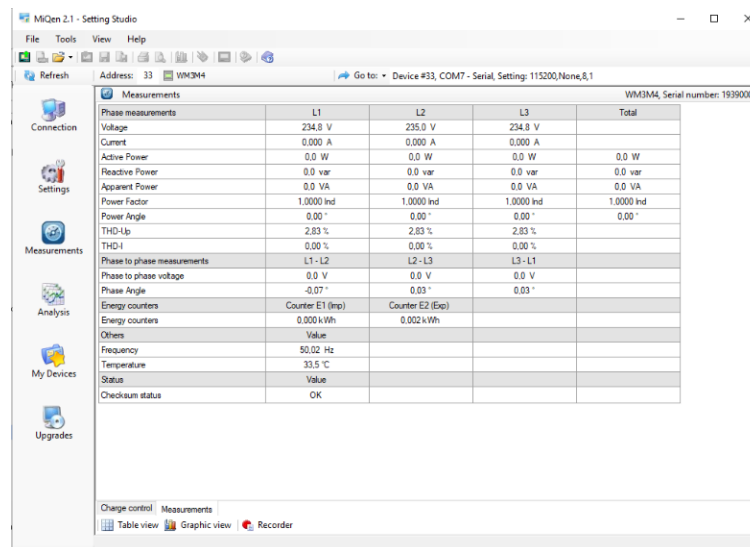 MiQen 2.1 - Setting Studio
File Tools View Help
Refresh Address: 33 WM3M4 Go to: Device #33, COM7 - Serial, Setting: 115200,None,8,1
Measurements WM3M4, Serial number: 1939000
Connection
Settings
Measurements
Analysis
My Devices
Upgrades
Phase measurements L1 L2 L3 Total
Voltage 234,8 V 235,0 V 234,8 V
Current 0,000 A 0,000 A 0,000 A
Active Power 0,0 W 0,0 W 0,0 W 0,0 W
Reactive Power 0,0 var 0,0 var 0,0 var 0,0 var
Apparent Power 0,0 VA 0,0 VA 0,0 VA 0,0 VA
Power Factor 1,0000 Ind 1,0000 Ind 1,0000 Ind 1,0000 Ind
Power Angle 0,00 ° 0,00 ° 0,00 ° 0,00 °
THD-Up 2,83 % 2,83 % 2,83 %
THD-I 0,00 % 0,00 % 0,00 %
Phase to phase measurements L1 - L2 L2 - L3 L3 - L1
Phase to phase voltage 0,0 V 0,0 V 0,0 V
Phase Angle -0,07 ° 0,03 ° 0,03 °
Energy counters Counter E1 (Imp) Counter E2 (Exp)
Energy counters 0,000 kWh 0,002 kWh
Others Value
Frequency 50,02 Hz
Temperature 33,5 °C
Status Value
Checksum status OK
Charge control Measurements
Table view Graphic view Recorder